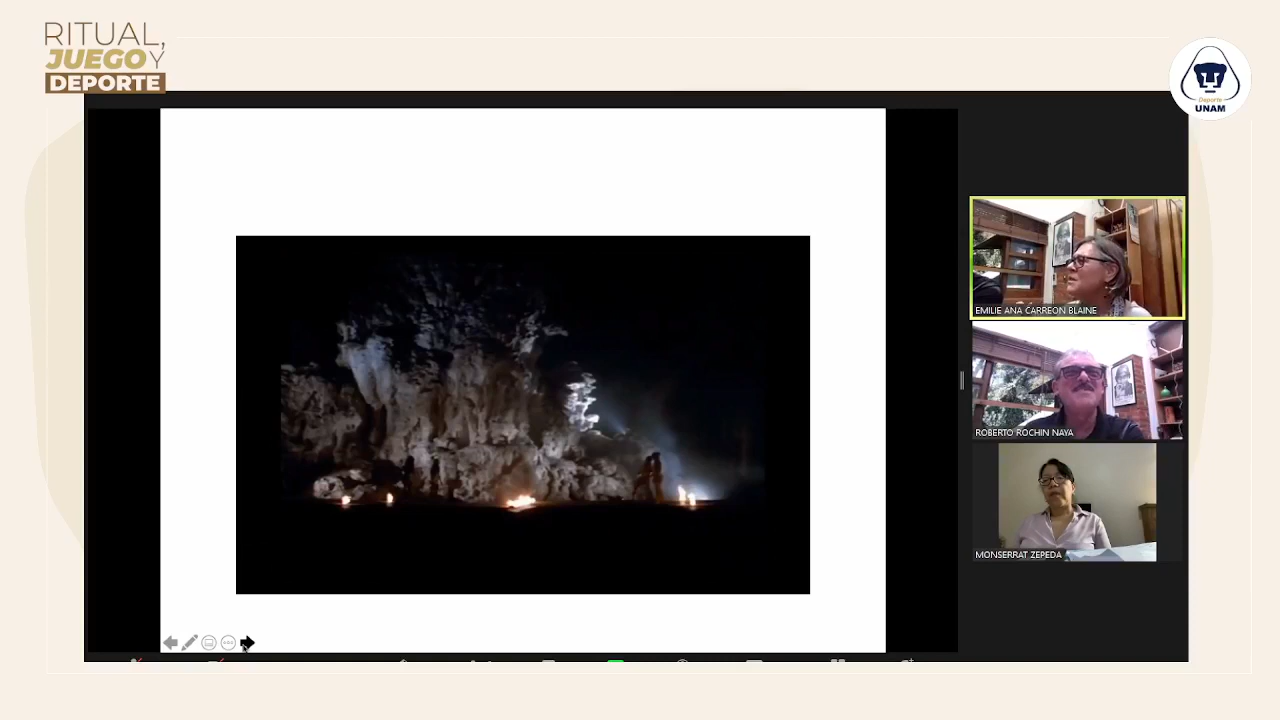 RITUAL,
JUEGO Y
DEPORTE
Deporte
UNAM
EMILIE ANA CARREON BLAINE
ROBERTO ROCHIN NAYA
MONSERRAT ZEPEDA